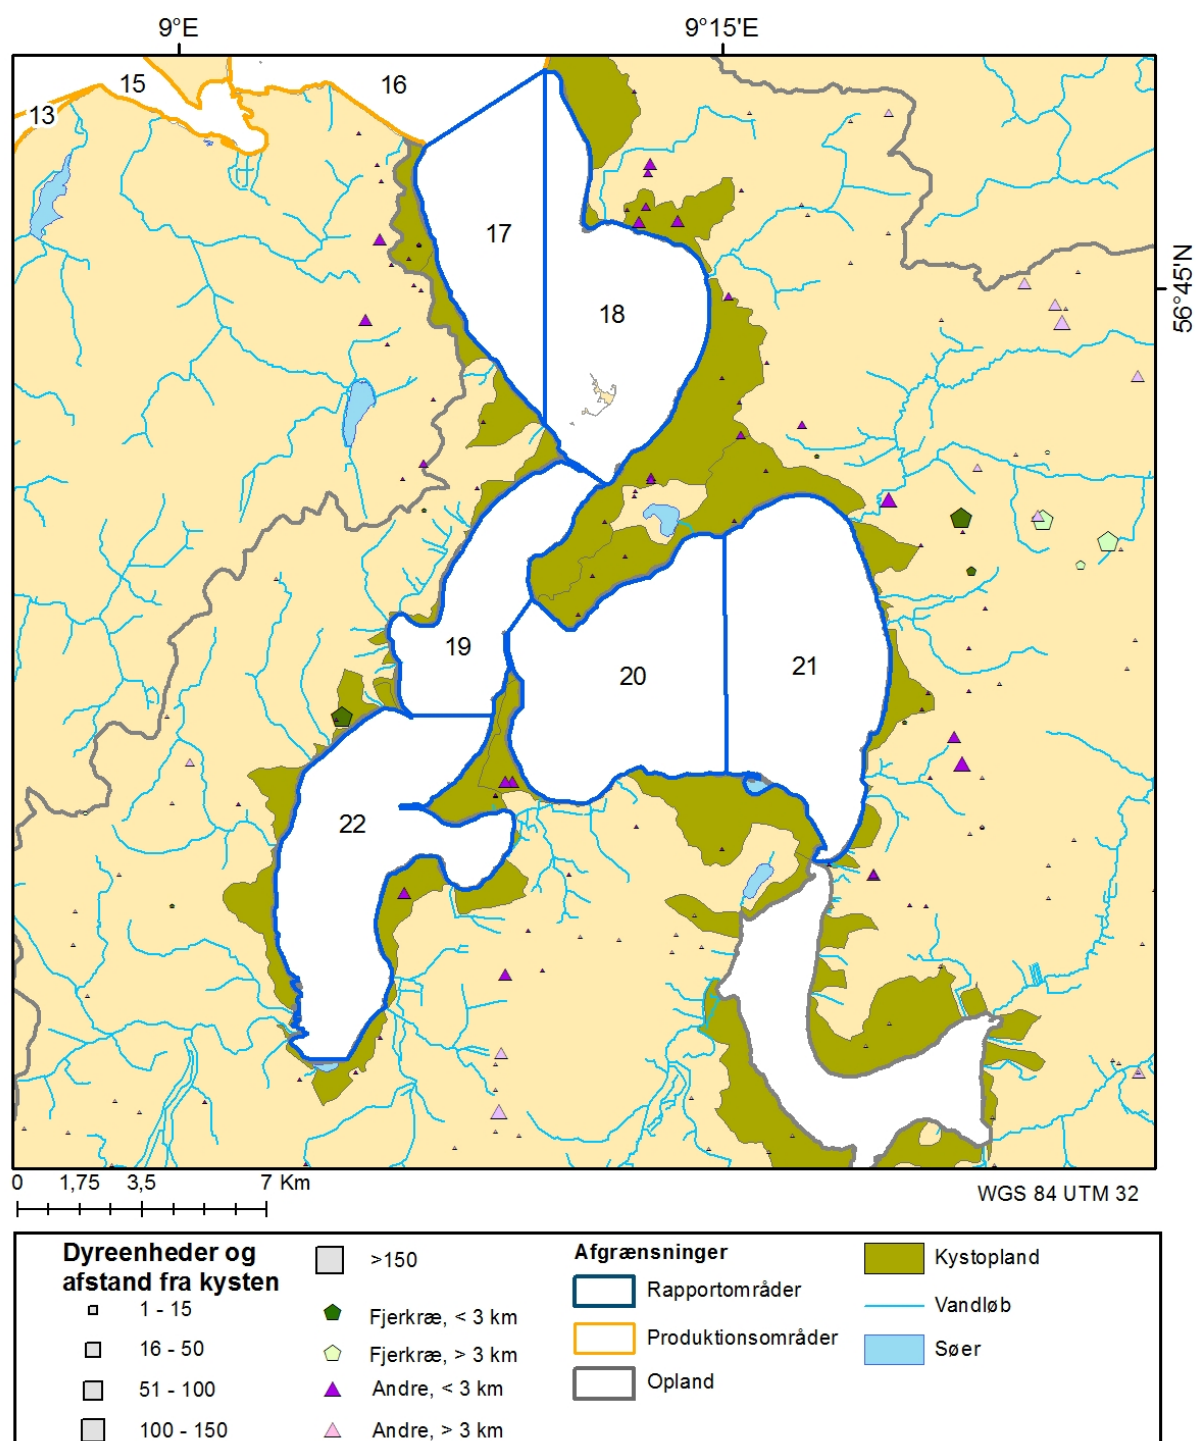 9°E
9°15'E
15
16
13
17
56°45'N
18
19
20
21
22
0 1,75 3,5 7 Km
WGS 84 UTM 32
Dyreenheder og
afstand fra kysten
1 - 15
16 - 50
51 - 100
100 - 150
>150
Fjerkræ, < 3 km
Fjerkræ, > 3 km
Andre, < 3 km
Andre, > 3 km
Afgrænsninger
Rapportområder
Produktionsområder
Opland
Kystopland
Vandløb
Søer